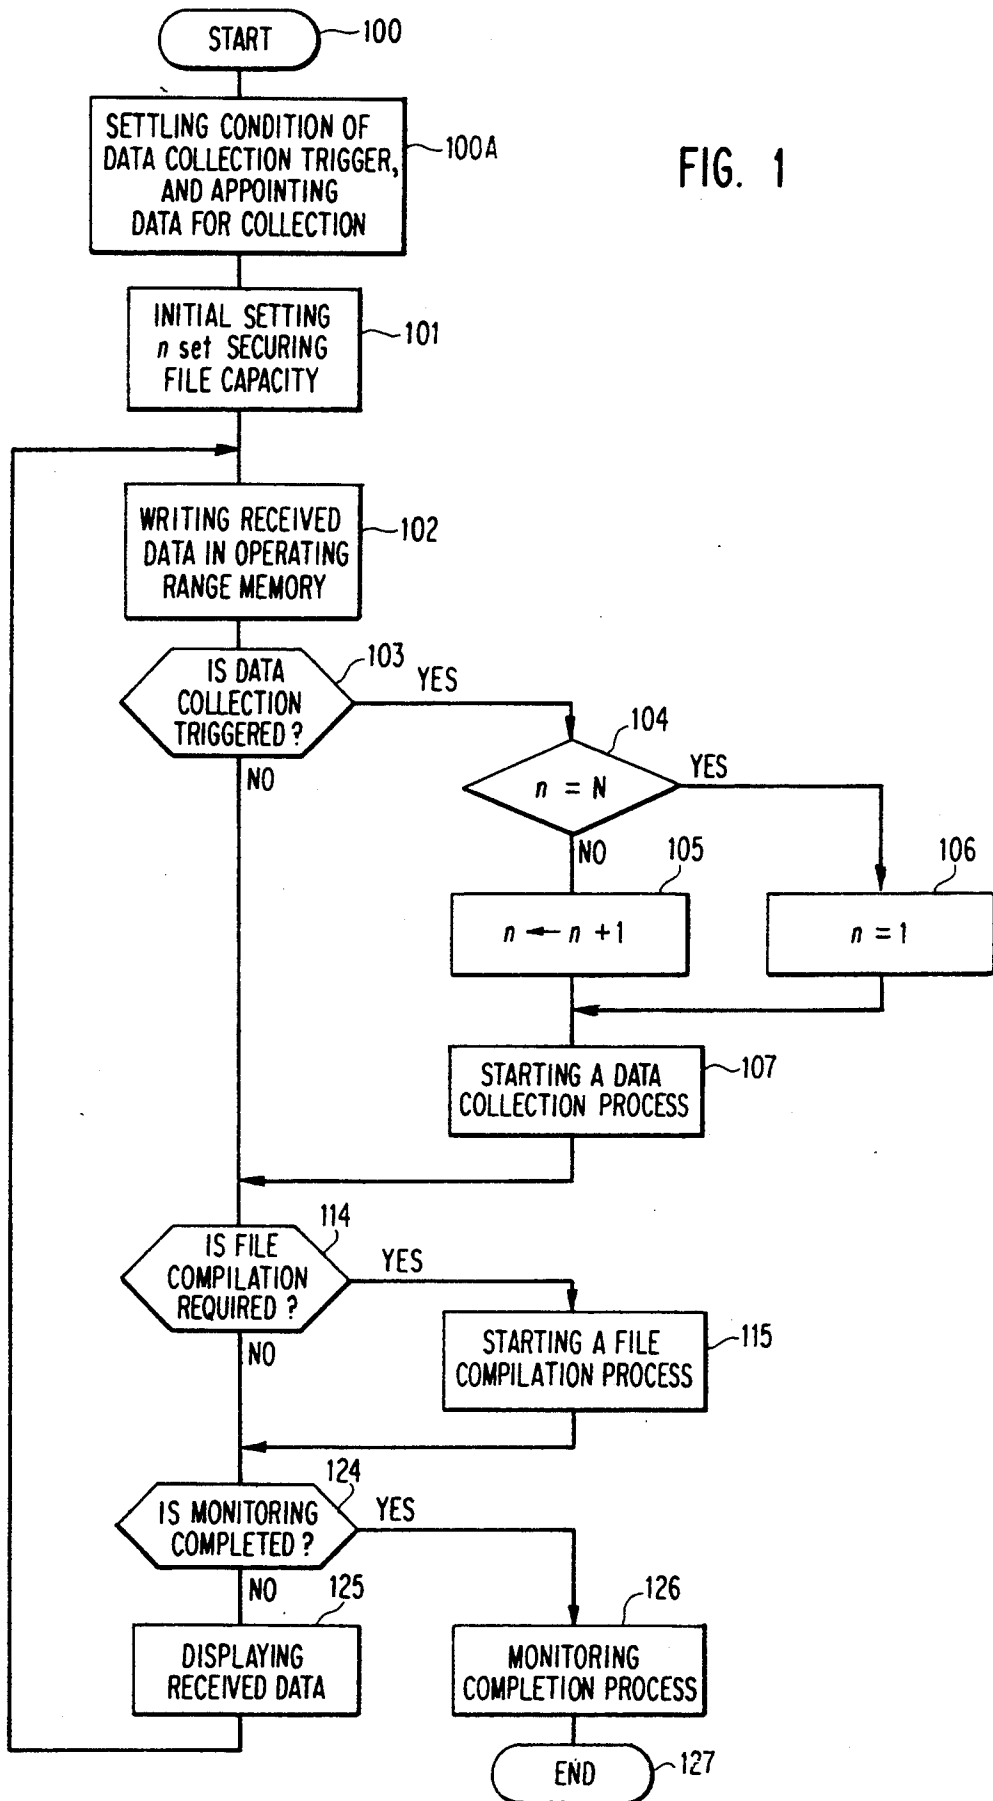 START
100
SETTLING CONDITION OF
DATA COLLECTION TRIGGER,
AND APPOINTING
DATA FOR COLLECTION
100A
FIG. 1
INITIAL SETTING
n set SECURING
FILE CAPACITY
101
WRITING RECEIVED
DATA IN OPERATING
RANGE MEMORY
102
IS DATA
COLLECTION
TRIGGERED ?
103
YES
NO
104
n = N
YES
NO
105
n ← n + 1
106
n = 1
STARTING A DATA
COLLECTION PROCESS
107
114
IS FILE
COMPILATION
REQUIRED ?
YES
NO
STARTING A FILE
COMPILATION PROCESS
115
124
IS MONITORING
COMPLETED ?
YES
NO
125
DISPLAYING
RECEIVED DATA
126
MONITORING
COMPLETION PROCESS
END
127